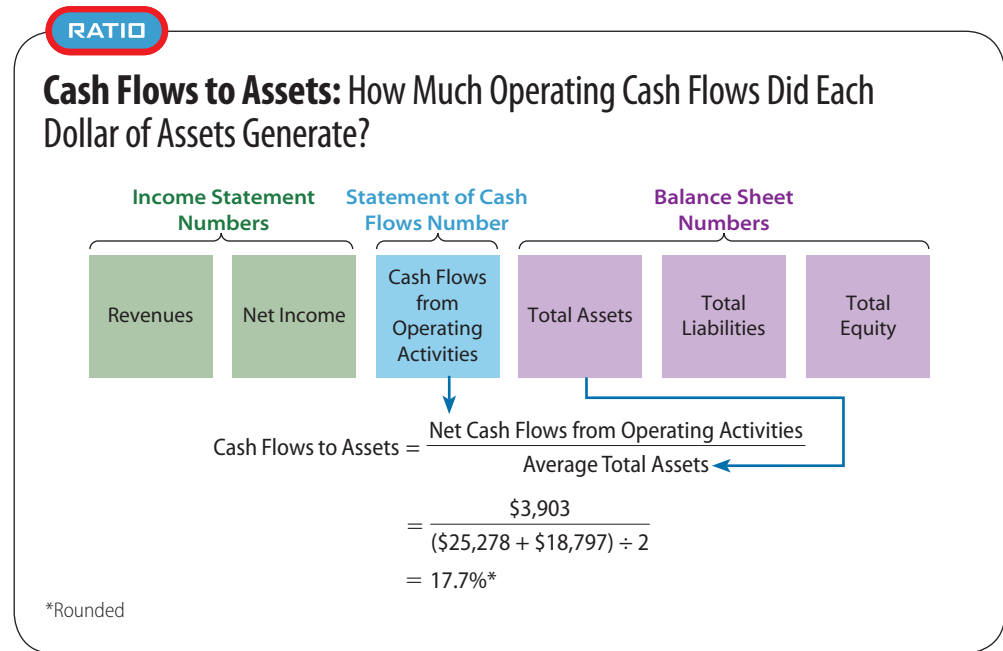 RATIO
Cash Flows to Assets: How Much Operating Cash Flows Did Each
Dollar of Assets Generate?
Income Statement
Numbers
Statement of Cash
Flows Number
Balance Sheet
Numbers
Revenues
Net Income
Cash Flows
from
Operating
Activities
Total Assets
Total
Liabilities
Total
Equity
Cash Flows to Assets = Net Cash Flows from Operating Activities
Average Total Assets
= $3,903
($25,278 + $18,797) ÷ 2
= 17.7%*
*Rounded